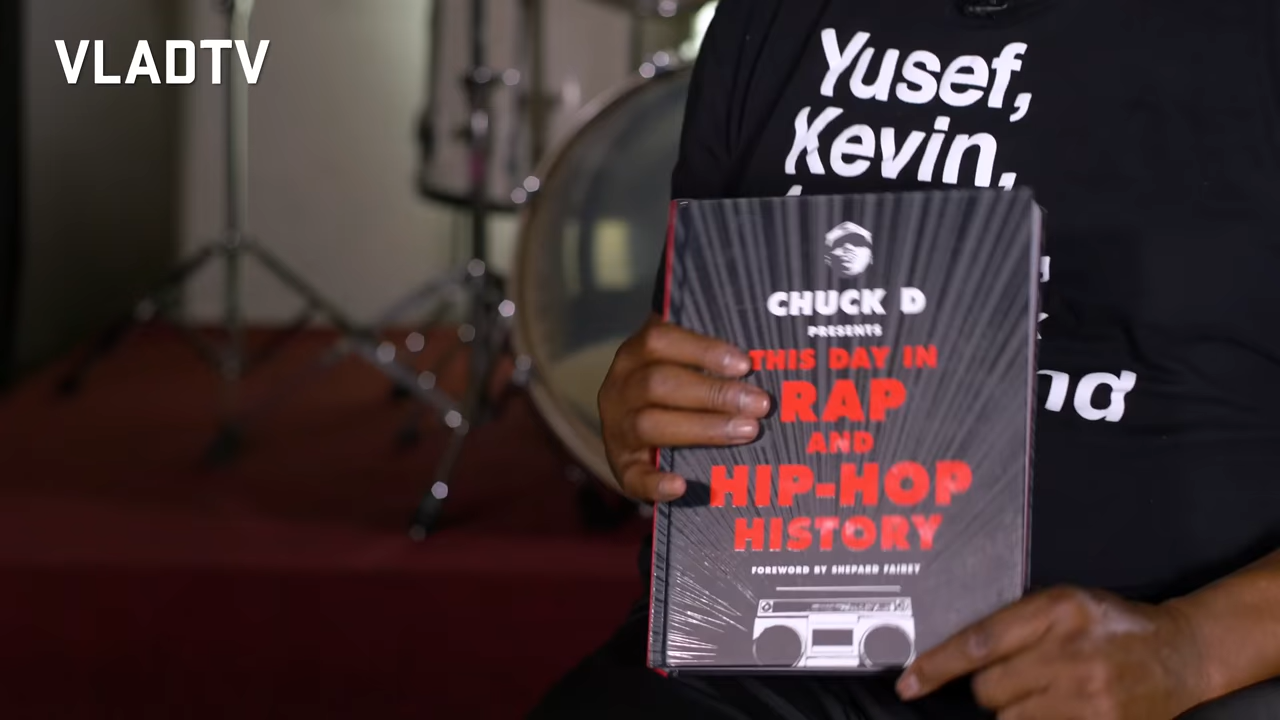 VLADTV
Yusef,
Kevin,
CHUCK D
PRESENTS
THIS DAY IN
RAP
AND
HIP-HOP
HISTORY
FOREWORD BY SHEPARD FAIREY